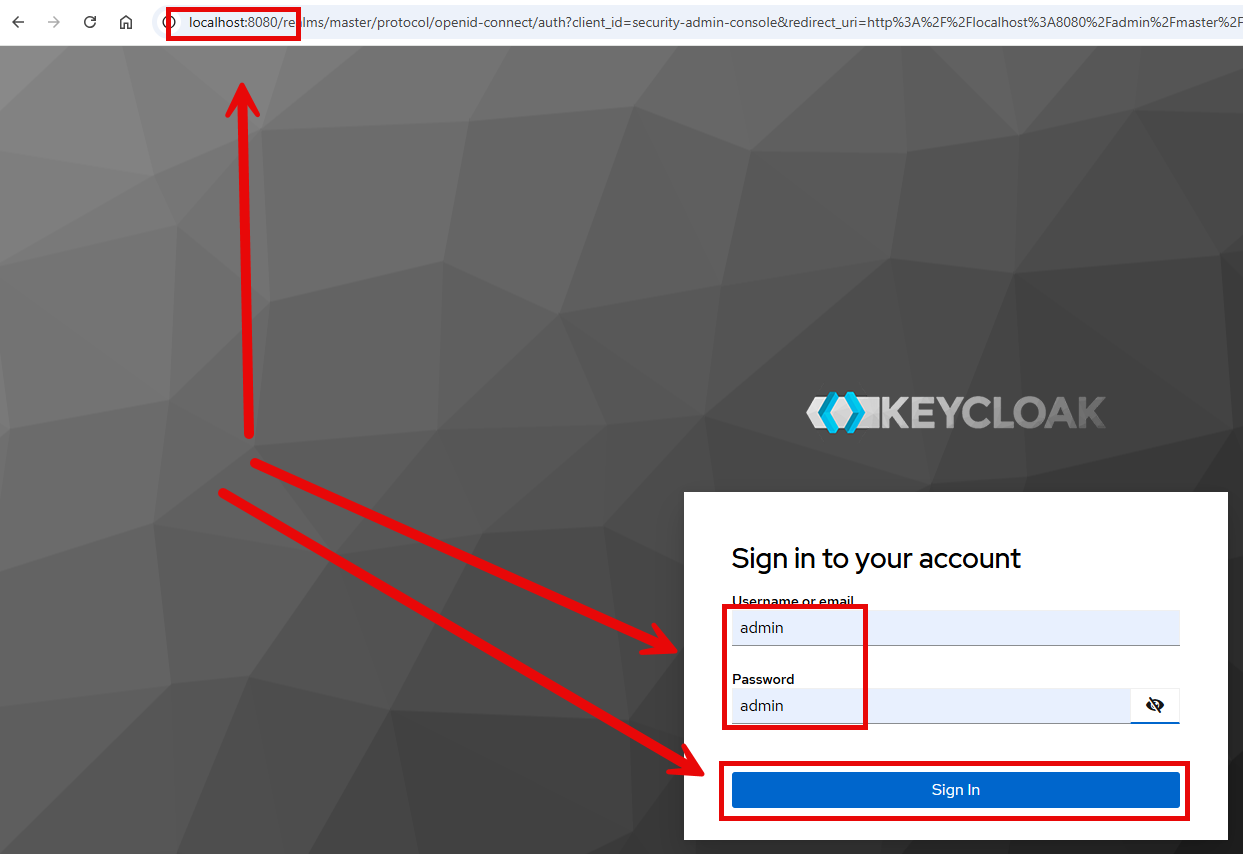 localhost:8080/realms/master/protocol/openid-connect/auth?client_id=security-admin-console&redirect_uri=http%3A%2F%2Flocalhost%3A8080%2Fadmin%2Fmaster%2F
KEYCLOAK
Sign in to your account
Username or email
admin
Password
admin
Sign In